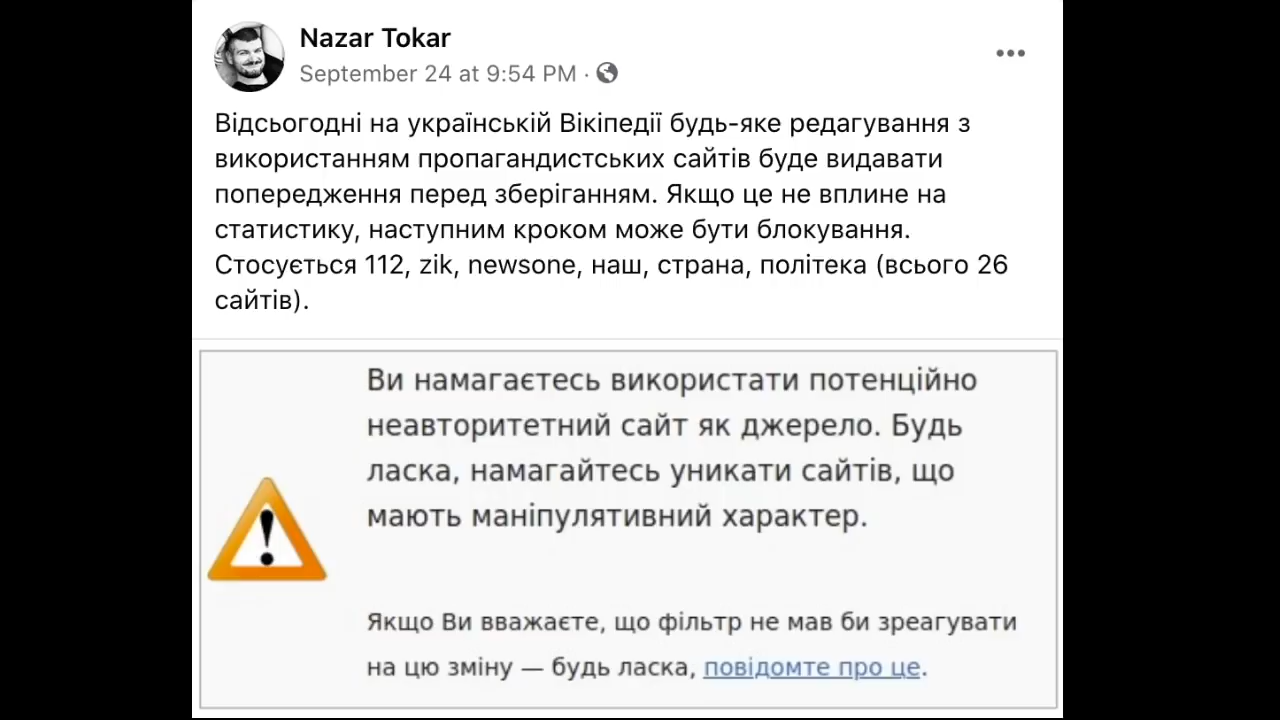 Nazar Tokar
September 24 at 9:54 PM ·
Відсьогодні на українській Вікіпедії будь-яке редагування з
використанням пропагандистських сайтів буде видавати
попередження перед зберіганням. Якщо це не вплине на
статистику, наступним кроком може бути блокування.
Стосується 112, zik, newsone, наш, страна, політека (всього 26
сайтів).
Ви намагаєтесь використати потенційно
неавторитетний сайт як джерело. Будь
ласка, намагайтесь уникати сайтів, що
мають маніпулятивний характер.
Якщо Ви вважаєте, що фільтр не мав би зреагувати
на цю зміну — будь ласка, повідомте про це.